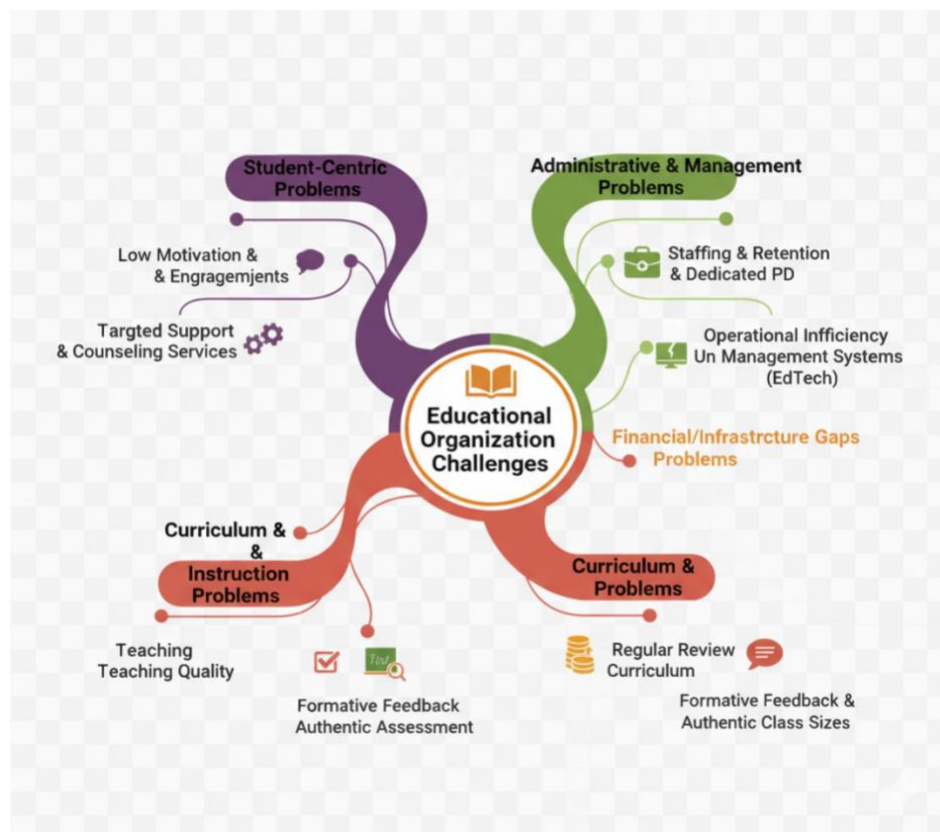 Student-Centric
Problems
Low Motivation &
& Engragemjents
Targted Support
& Counseling Services
Administrative & Management
Problems
Staffing & Retention
& Dedicated PD
Operational Infficiency
Un Management Systems
(EdTech)
Educational
Organization
Challenges
Financial/Infrastrcture Gaps
Problems
Curriculum &
&
Instruction
Problems
Teaching
Teaching Quality
Formative Feedback
Authentic Assessment
Curriculum &
Problems
Regular Review
Curriculum
Formative Feedback &
Authentic Class Sizes